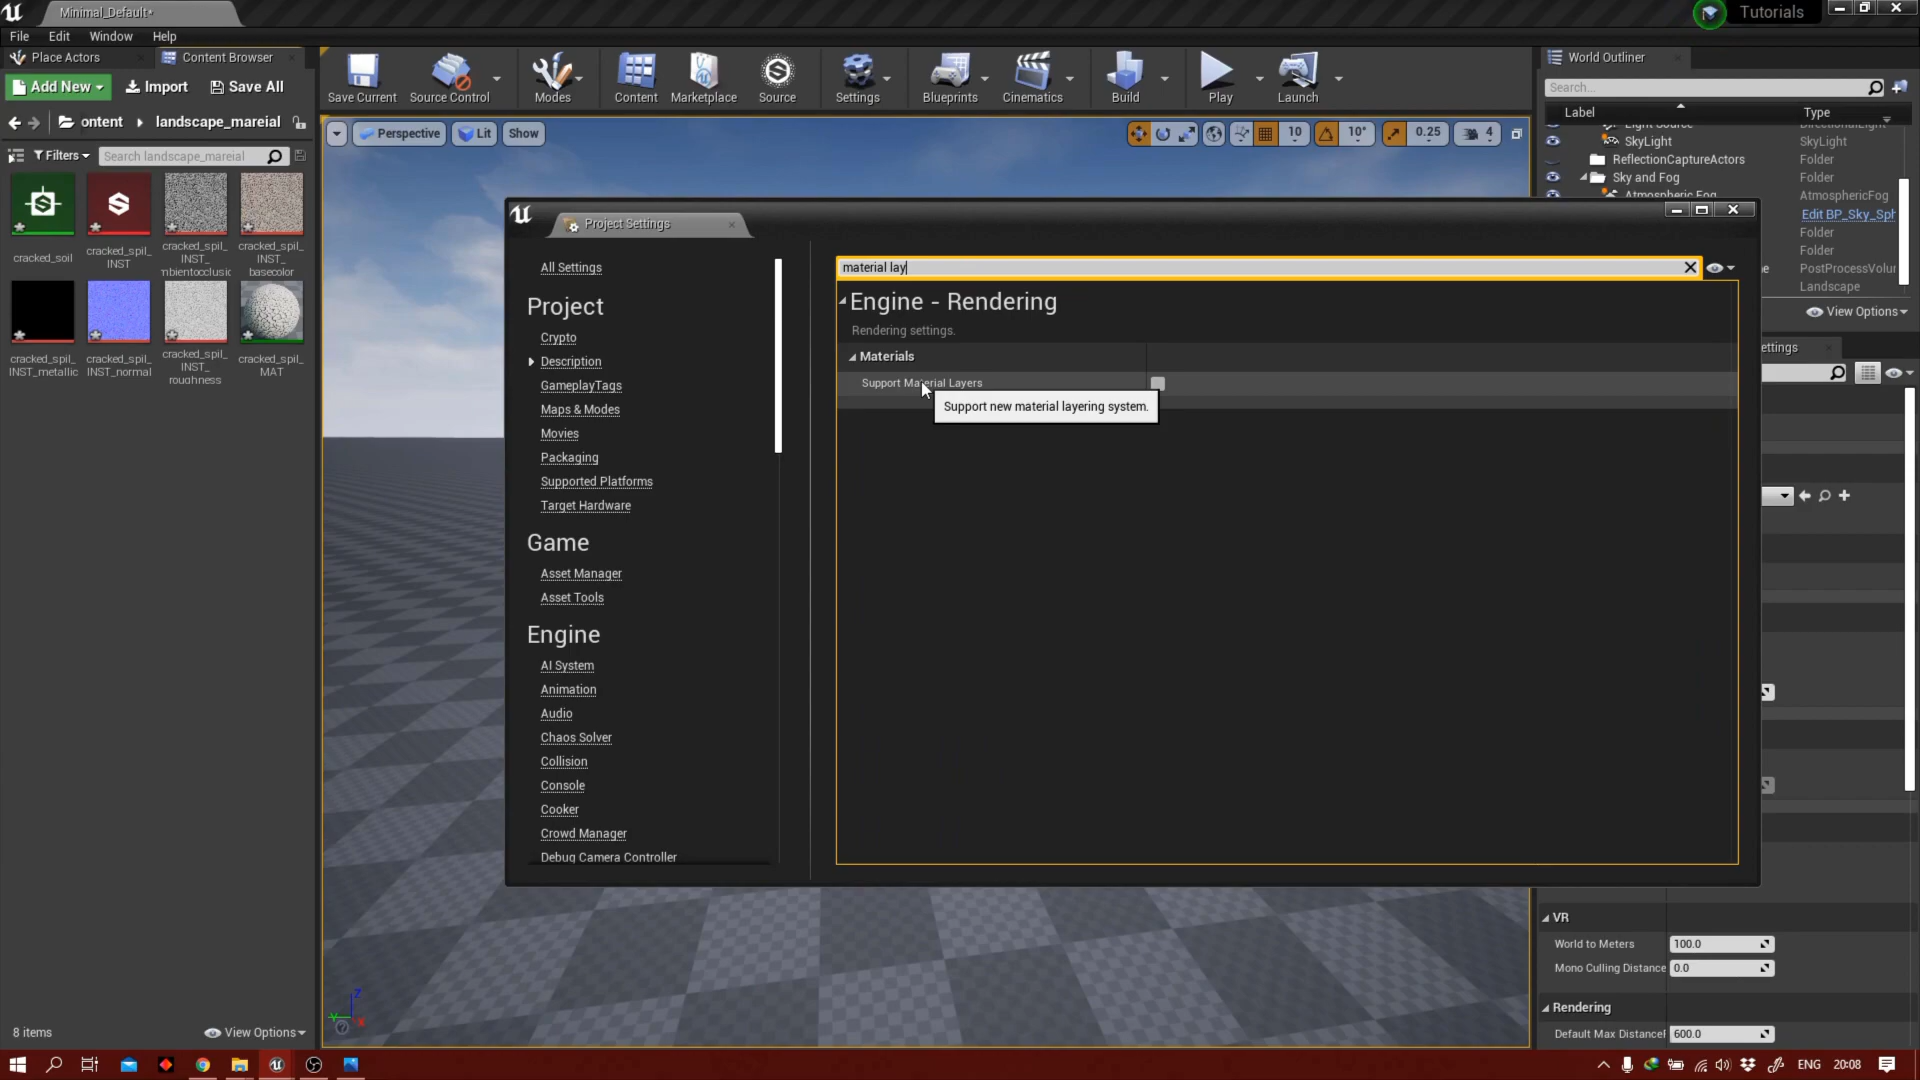 Minimal_Default*
Tutorials
File Edit Window Help
Place Actors
Content Browser
Add New
Import
Save All
ontent
landscape_mareial
Filters
Search landscape_mareial
cracked_soil
cracked_spil_
INST
cracked_spil_
INST_
mbientocclusic
cracked_spil_
INST_
basecolor
cracked_spil_
INST_metallic
cracked_spil_
INST_normal
cracked_spil_
INST_
roughness
cracked_spil_
MAT
8 items
View Options
Save Current
Source Control
Modes
Content
Marketplace
Source
Settings
Blueprints
Cinematics
Build
Play
Launch
Perspective
Lit
Show
10
10°
0.25
4
Project Settings
All Settings
Project
Crypto
Description
GameplayTags
Maps & Modes
Movies
Packaging
Supported Platforms
Target Hardware
Game
Asset Manager
Asset Tools
Engine
AI System
Animation
Audio
Chaos Solver
Collision
Console
Cooker
Crowd Manager
Debug Camera Controller
material lay
Engine - Rendering
Rendering settings.
Materials
Support Material Layers
Support new material layering system.
World Outliner
Search...
Label
Type
Light Source DirectionalLight
SkyLight SkyLight
ReflectionCaptureActors Folder
Sky and Fog Folder
Atmospheric Fog AtmosphericFog
Edit BP_Sky_Sph
Folder
Folder
e PostProcessVolur
Landscape
View Options
ettings
VR
World to Meters 100.0
Mono Culling Distance 0.0
Rendering
Default Max DistanceF 600.0
Z
Y
X
ENG
20:08